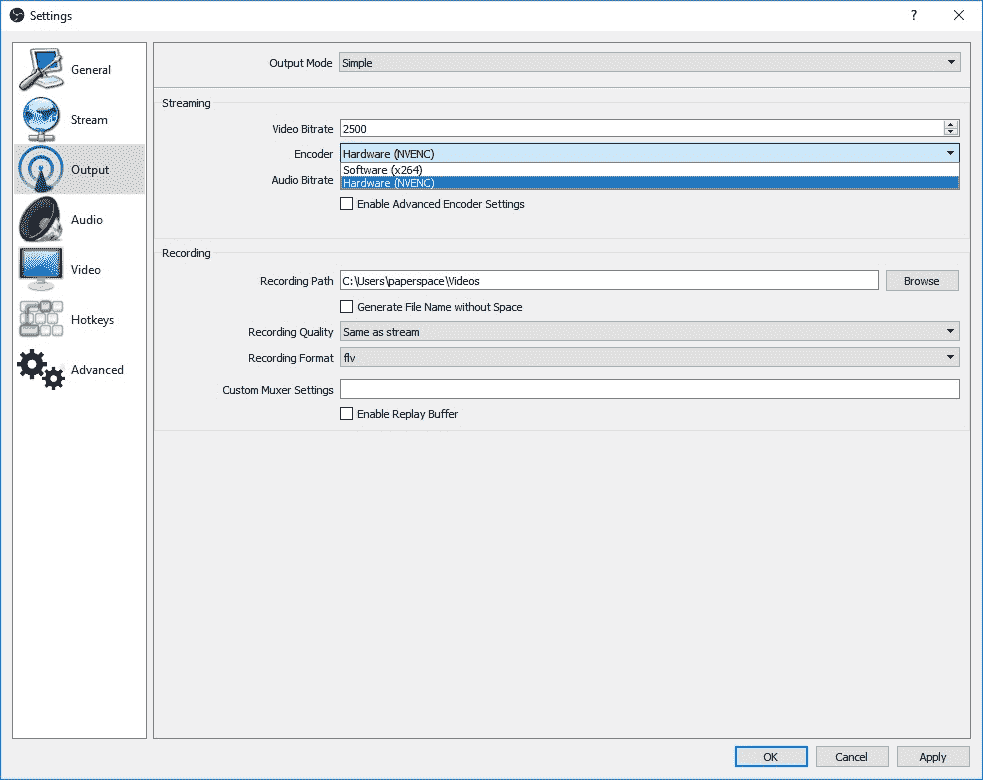 Settings
?
General
Stream
Output
Audio
Video
Hotkeys
Advanced
Output Mode Simple
Streaming
Video Bitrate 2500
Encoder Hardware (NVENC)
Software (x264)
Audio Bitrate Hardware (NVENC)
Enable Advanced Encoder Settings
Recording
Recording Path C:\Users\paperspace\Videos Browse
Generate File Name without Space
Recording Quality Same as stream
Recording Format flv
Custom Muxer Settings
Enable Replay Buffer
OK Cancel Apply